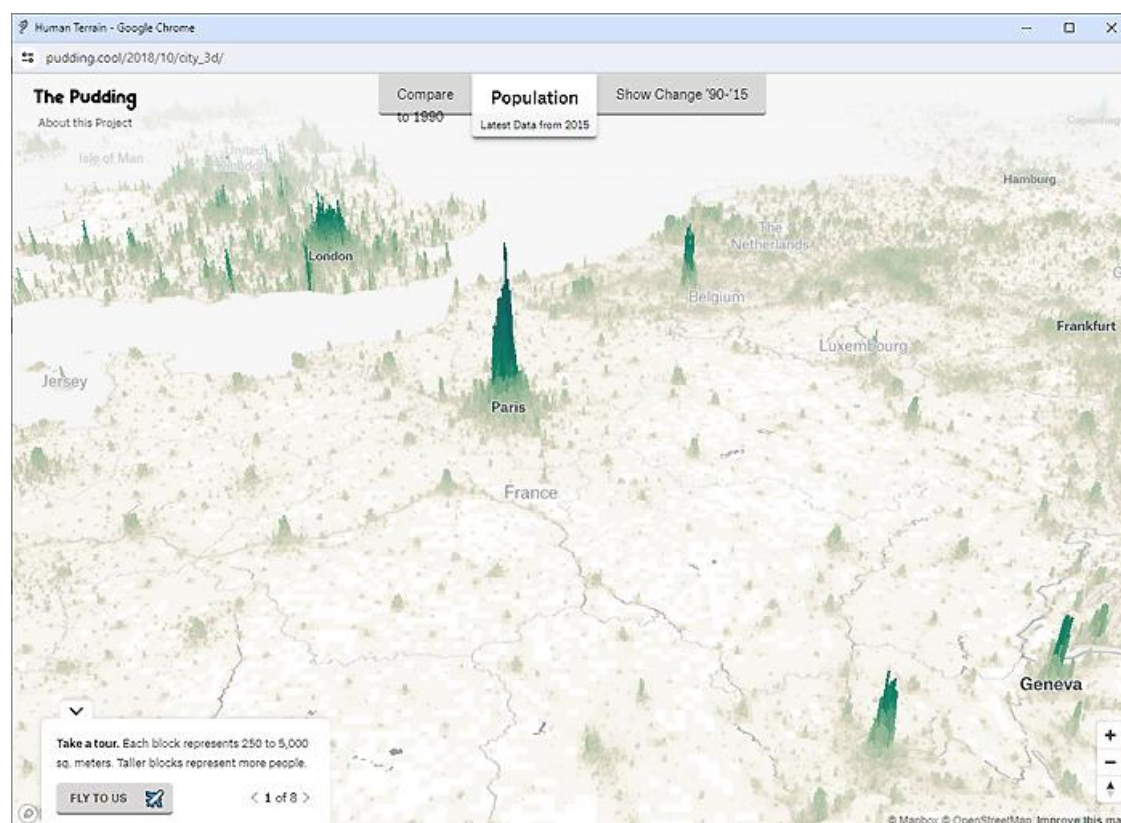 Human Terrain - Google Chrome
pudding.cool/2018/10/city_3d/
The Pudding
About this Project
Compare
to 1990
Population
Latest Data from 2015
Show Change '90-'15
Isle of Man
United
Kingdom
Hamburg
The
Netherlands
London
Belgium
Frankfurt
Luxembourg
Jersey
Paris
France
Geneva
Take a tour. Each block represents 250 to 5,000
sq. meters. Taller blocks represent more people.
FLY TO US
< 1 of 8 >
+
−
© Mapbox © OpenStreetMap Improve this ma